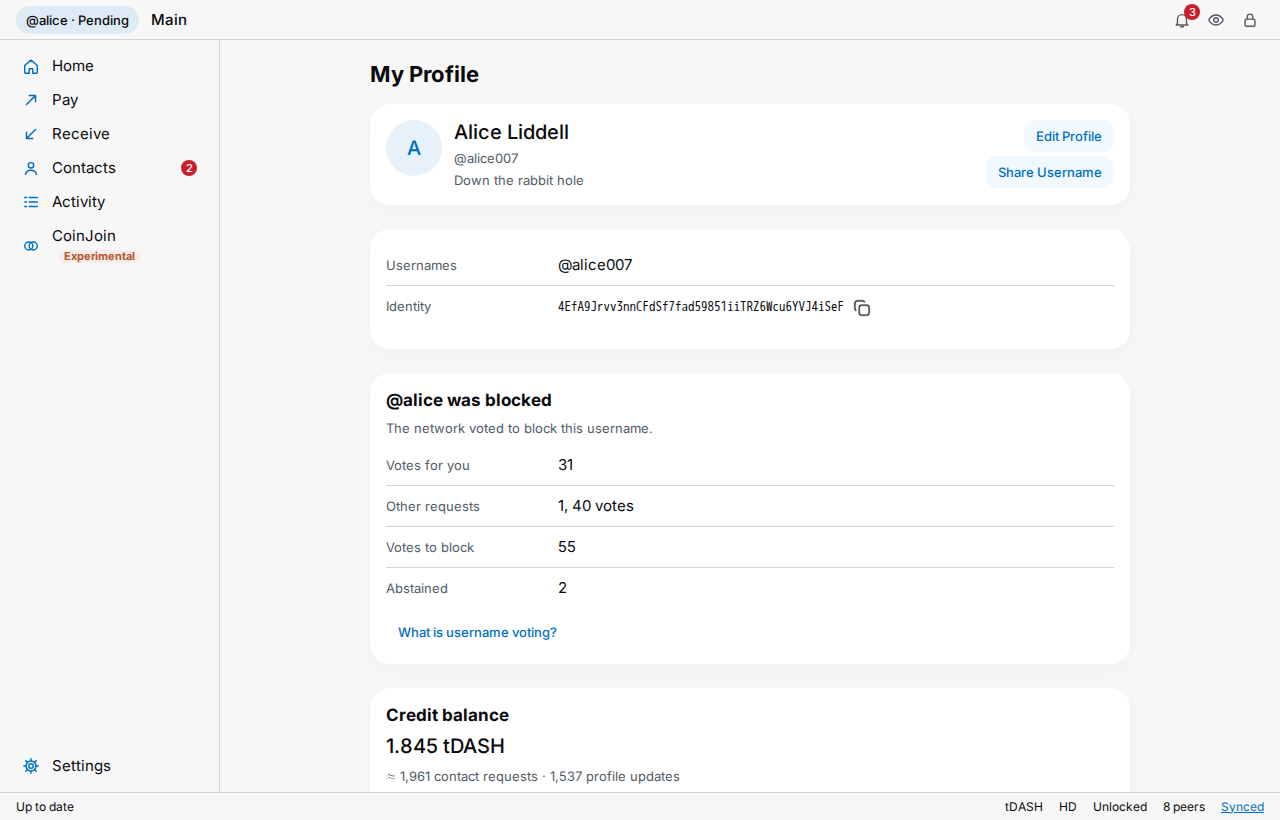 @alice · Pending
Main
3
Home
Pay
Receive
Contacts
2
Activity
CoinJoin
Experimental
Settings
My Profile
A
Alice Liddell
@alice007
Down the rabbit hole
Edit Profile
Share Username
Usernames
@alice007
Identity
4EfA9Jrvv3nnCFdSf7fad59851iiTRZ6Wcu6YVJ4iSeF
@alice was blocked
The network voted to block this username.
Votes for you
31
Other requests
1, 40 votes
Votes to block
55
Abstained
2
What is username voting?
Credit balance
1.845 tDASH
≈ 1,961 contact requests · 1,537 profile updates
Up to date
tDASH
HD
Unlocked
8 peers
Synced